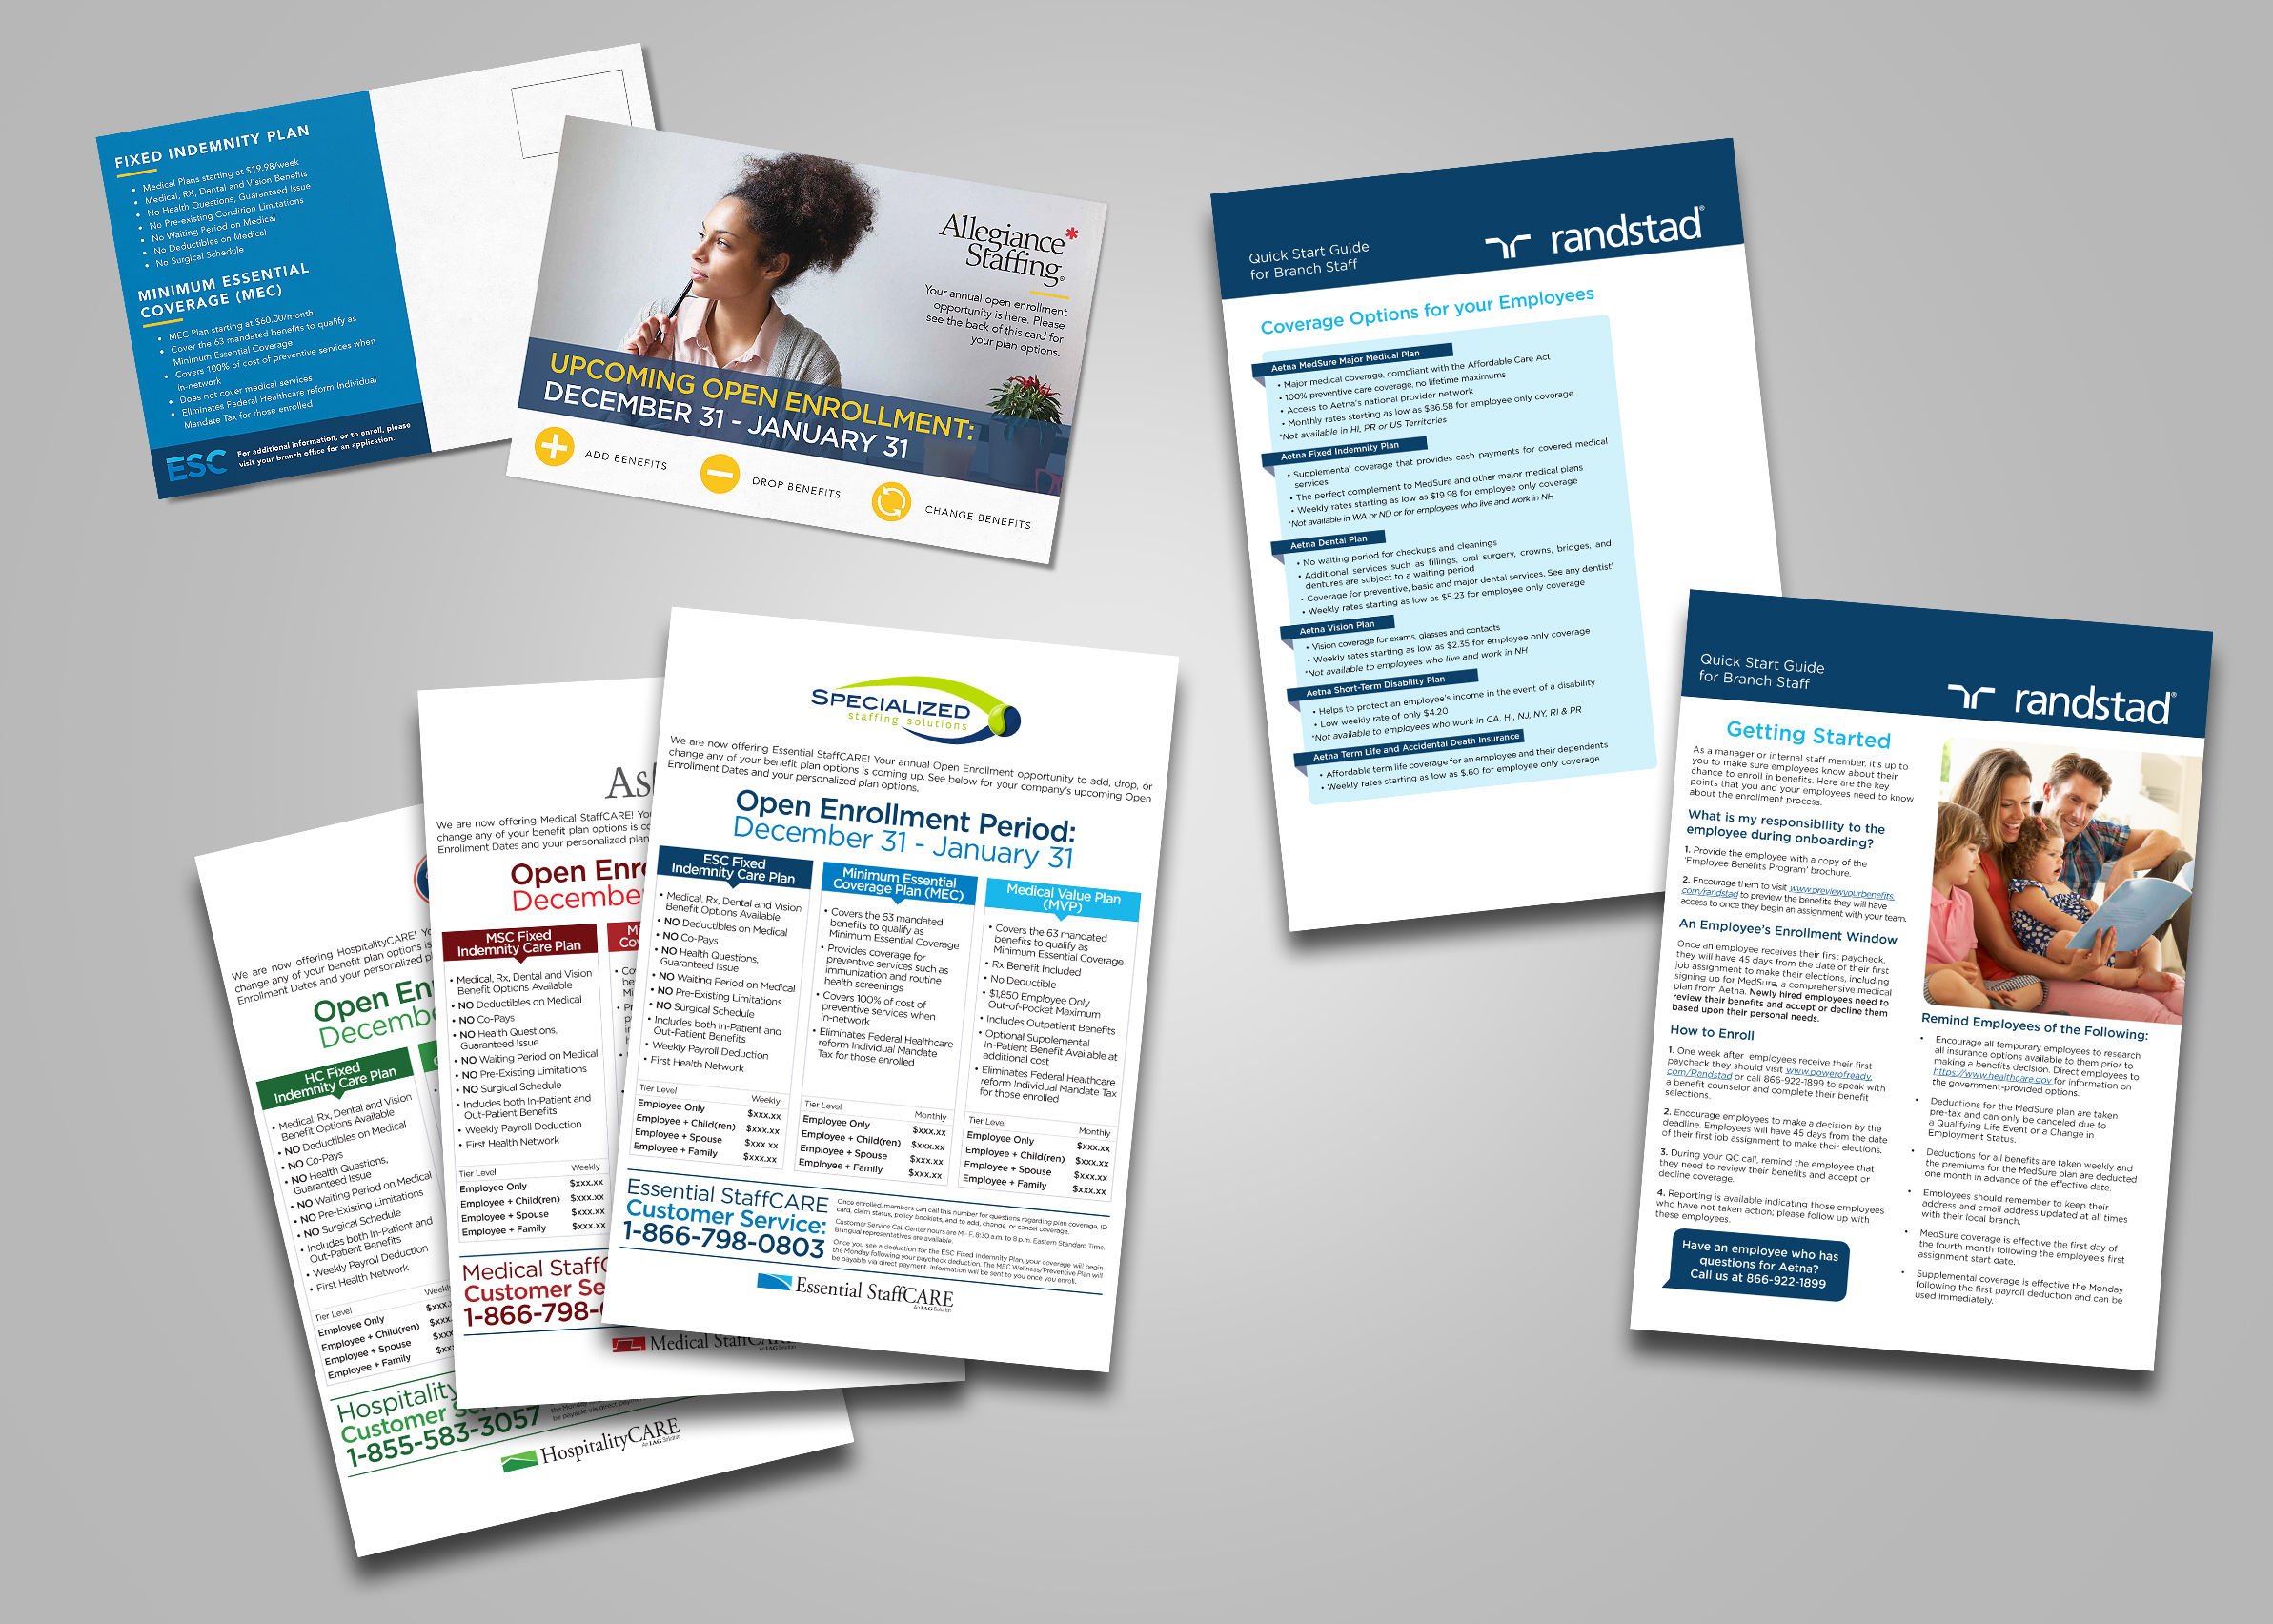 FIXED INDEMNITY PLAN
• Medical Plans starting at $19.98/week
• Medical, RX, Dental and Vision Benefits
• No Health Questions, Guaranteed Issue
• No Pre-existing Condition Limitations
• No Waiting Period on Medical
• No Deductibles on Medical
• No Surgical Schedule
MINIMUM ESSENTIAL
COVERAGE (MEC)
• MEC Plan starting at $60.00/month
• Cover the 63 mandated benefits to qualify as
Minimum Essential Coverage
• Covers 100% of cost of preventive services when
in-network
• Does not cover medical services
• Eliminates Federal Healthcare reform Individual
Mandate Tax for those enrolled
ESC
For additional information, or to enroll, please
visit your branch office for an application.
Allegiance*
Staffing®
Your annual open enrollment
opportunity is here. Please
see the back of this card for
your plan options.
UPCOMING OPEN ENROLLMENT:
DECEMBER 31 - JANUARY 31
ADD BENEFITS
DROP BENEFITS
CHANGE BENEFITS
Quick Start Guide
for Branch Staff
randstad®
Coverage Options for your Employees
Aetna MedSure Major Medical Plan
• Major medical coverage, compliant with the Affordable Care Act
• 100% preventive care coverage, no lifetime maximums
• Access to Aetna's national provider network
• Monthly rates starting as low as $86.58 for employee only coverage
*Not available in HI, PR or US Territories
Aetna Fixed Indemnity Plan
• Supplemental coverage that provides cash payments for covered medical
services
• The perfect complement to MedSure and other major medical plans
• Weekly rates starting as low as $19.98 for employee only coverage
*Not available in WA or ND or for employees who live and work in NH
Aetna Dental Plan
• No waiting period for checkups and cleanings
• Additional services such as fillings, oral surgery, crowns, bridges, and
dentures are subject to a waiting period
• Coverage for preventive, basic and major dental services. See any dentist!
• Weekly rates starting as low as $5.23 for employee only coverage
Aetna Vision Plan
• Vision coverage for exams, glasses and contacts
• Weekly rates starting as low as $2.35 for employee only coverage
*Not available to employees who live and work in NH
Aetna Short-Term Disability Plan
• Helps to protect an employee's income in the event of a disability
• Low weekly rate of only $4.20
*Not available to employees who work in CA, HI, NJ, NY, RI & PR
Aetna Term Life and Accidental Death Insurance
• Affordable term life coverage for an employee and their dependents
• Weekly rates starting as low as $.60 for employee only coverage
Quick Start Guide
for Branch Staff
randstad®
Getting Started
As a manager or internal staff member, it's up to
you to make sure employees know about their
chance to enroll in benefits. Here are the key
points that you and your employees need to know
about the enrollment process.
What is my responsibility to the
employee during onboarding?
1. Provide the employee with a copy of the
'Employee Benefits Program' brochure.
2. Encourage them to visit www.previewyourbenefits.
com/randstad to preview the benefits they will have
access to once they begin an assignment with your team.
An Employee's Enrollment Window
Once an employee receives their first paycheck,
they will have 45 days from the date of their first
job assignment to make their elections, including
signing up for MedSure, a comprehensive medical
plan from Aetna. Newly hired employees need to
review their benefits and accept or decline them
based upon their personal needs.
How to Enroll
1. One week after employees receive their first
paycheck they should visit www.powerofready.
com/Randstad or call 866-922-1899 to speak with
a benefit counselor and complete their benefit
selections.
2. Encourage employees to make a decision by the
deadline. Employees will have 45 days from the date
of their first job assignment to make their elections.
3. During your QC call, remind the employee that
they need to review their benefits and accept or
decline coverage.
4. Reporting is available indicating those employees
who have not taken action; please follow up with
these employees.
Have an employee who has
questions for Aetna?
Call us at 866-922-1899
Remind Employees of the Following:
• Encourage all temporary employees to research
all insurance options available to them prior to
making a benefits decision. Direct employees to
https://www.healthcare.gov for information on
the government-provided options.
• Deductions for the MedSure plan are taken
pre-tax and can only be canceled due to
a Qualifying Life Event or a Change in
Employment Status.
• Deductions for all benefits are taken weekly and
the premiums for the MedSure plan are deducted
one month in advance of the effective date.
• Employees should remember to keep their
address and email address updated at all times
with their local branch.
• MedSure coverage is effective the first day of
the fourth month following the employee's first
assignment start date.
• Supplemental coverage is effective the Monday
following the first payroll deduction and can be
used immediately.
SPECIALIZED
staffing solutions
We are now offering Essential StaffCARE! Your annual Open Enrollment opportunity to add, drop, or
change any of your benefit plan options is coming up. See below for your company's upcoming Open
Enrollment Dates and your personalized plan options.
Open Enrollment Period:
December 31 - January 31
ESC Fixed
Indemnity Care Plan
• Medical, Rx, Dental and Vision
Benefit Options Available
• NO Deductibles on Medical
• NO Co-Pays
• NO Health Questions,
Guaranteed Issue
• NO Waiting Period on Medical
• NO Pre-Existing Limitations
• NO Surgical Schedule
• Includes both In-Patient and
Out-Patient Benefits
• Weekly Payroll Deduction
• First Health Network
Tier Level Weekly
Employee Only $xxx.xx
Employee + Child(ren) $xxx.xx
Employee + Spouse $xxx.xx
Employee + Family $xxx.xx
Minimum Essential
Coverage Plan (MEC)
• Covers the 63 mandated
benefits to qualify as
Minimum Essential Coverage
• Provides coverage for
preventive services such as
immunization and routine
health screenings
• Covers 100% of cost of
preventive services when
in-network
• Eliminates Federal Healthcare
reform Individual Mandate
Tax for those enrolled
Tier Level Monthly
Employee Only $xxx.xx
Employee + Child(ren) $xxx.xx
Employee + Spouse $xxx.xx
Employee + Family $xxx.xx
Medical Value Plan
(MVP)
• Covers the 63 mandated
benefits to qualify as
Minimum Essential Coverage
• Rx Benefit Included
• No Deductible
• $1,850 Employee Only
Out-of-Pocket Maximum
• Includes Outpatient Benefits
• Optional Supplemental
In-Patient Benefit Available at
additional cost
• Eliminates Federal Healthcare
reform Individual Mandate Tax
for those enrolled
Tier Level Monthly
Employee Only $xxx.xx
Employee + Child(ren) $xxx.xx
Employee + Spouse $xxx.xx
Employee + Family $xxx.xx
Essential StaffCARE
Customer Service:
1-866-798-0803
Once enrolled, members can call this number for questions regarding plan coverage, ID
card, claim status, policy booklets, and to add, change, or cancel coverage.
Customer Service Call Center hours are M - F, 8:30 a.m. to 8 p.m. Eastern Standard Time.
Bilingual representatives are available.
Once you see a deduction for the ESC Fixed Indemnity Plan, your coverage will begin
the Monday following your paycheck deduction. The MEC Wellness/Preventive Plan will
be payable via direct payment. Information will be sent to you once you enroll.
Essential StaffCARE
An IAG Solution
As
We are now offering Medical StaffCARE! Yo
change any of your benefit plan options is co
Enrollment Dates and your personalized plan
Open Enr
December
MSC Fixed
Indemnity Care Plan
• Medical, Rx, Dental and Vision
Benefit Options Available
• NO Deductibles on Medical
• NO Co-Pays
• NO Health Questions,
Guaranteed Issue
• NO Waiting Period on Medical
• NO Pre-Existing Limitations
• NO Surgical Schedule
• Includes both In-Patient and
Out-Patient Benefits
• Weekly Payroll Deduction
• First Health Network
Tier Level Weekly
Employee Only $xxx.xx
Employee + Child(ren) $xxx.xx
Employee + Spouse $xxx.xx
Employee + Family $xxx.xx
Medical Staff
Customer Se
1-866-798-
Medical StaffCARE
An IAG Solution
We are now offering HospitalityCARE! Yo
change any of your benefit plan options is
Enrollment Dates and your personalized p
Open En
Decemb
HC Fixed
Indemnity Care Plan
• Medical, Rx, Dental and Vision
Benefit Options Available
• NO Deductibles on Medical
• NO Co-Pays
• NO Health Questions,
Guaranteed Issue
• NO Waiting Period on Medical
• NO Pre-Existing Limitations
• NO Surgical Schedule
• Includes both In-Patient and
Out-Patient Benefits
• Weekly Payroll Deduction
• First Health Network
Tier Level Weekl
Employee Only $xxx.
Employee + Child(ren) $xxx.
Employee + Spouse $xxx
Employee + Family $xx
Hospitality
Customer Se
1-855-583-3057
the Monday
be payable via direct
HospitalityCARE
An IAG Solution